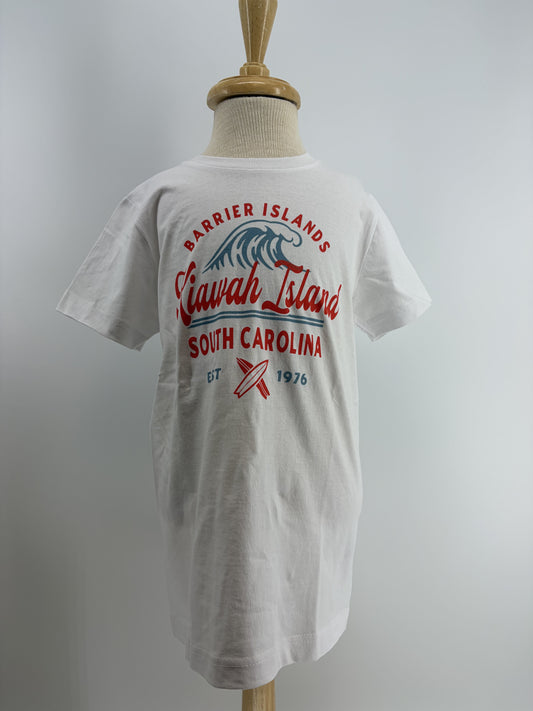 BARRIER ISLANDS
Kiawah Island
SOUTH CAROLINA
EST 1976